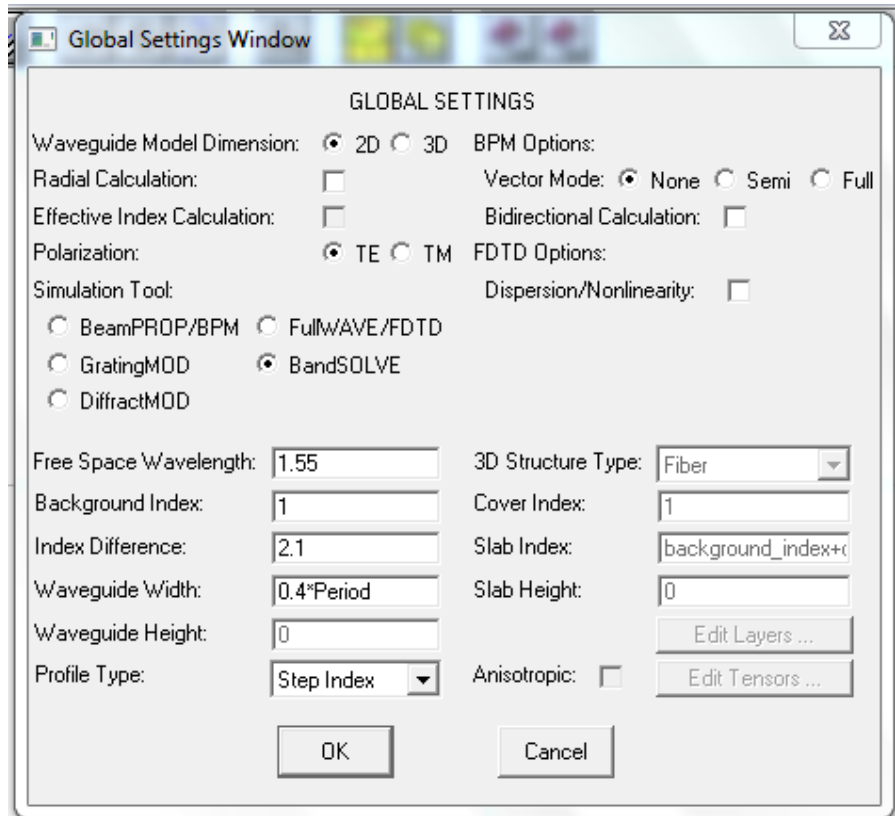 Global Settings Window
GLOBAL SETTINGS
Waveguide Model Dimension: 2D 3D BPM Options:
Radial Calculation: Vector Mode: None Semi Full
Effective Index Calculation: Bidirectional Calculation:
Polarization: TE TM FDTD Options:
Simulation Tool: Dispersion/Nonlinearity:
BeamPROP/BPM FullWAVE/FDTD
GratingMOD BandSOLVE
DiffractMOD
Free Space Wavelength: 1.55 3D Structure Type: Fiber
Background Index: 1 Cover Index: 1
Index Difference: 2.1 Slab Index: background_index+
Waveguide Width: 0.4*Period Slab Height: 0
Waveguide Height: 0 Edit Layers ...
Profile Type: Step Index Anisotropic: Edit Tensors ...
OK Cancel